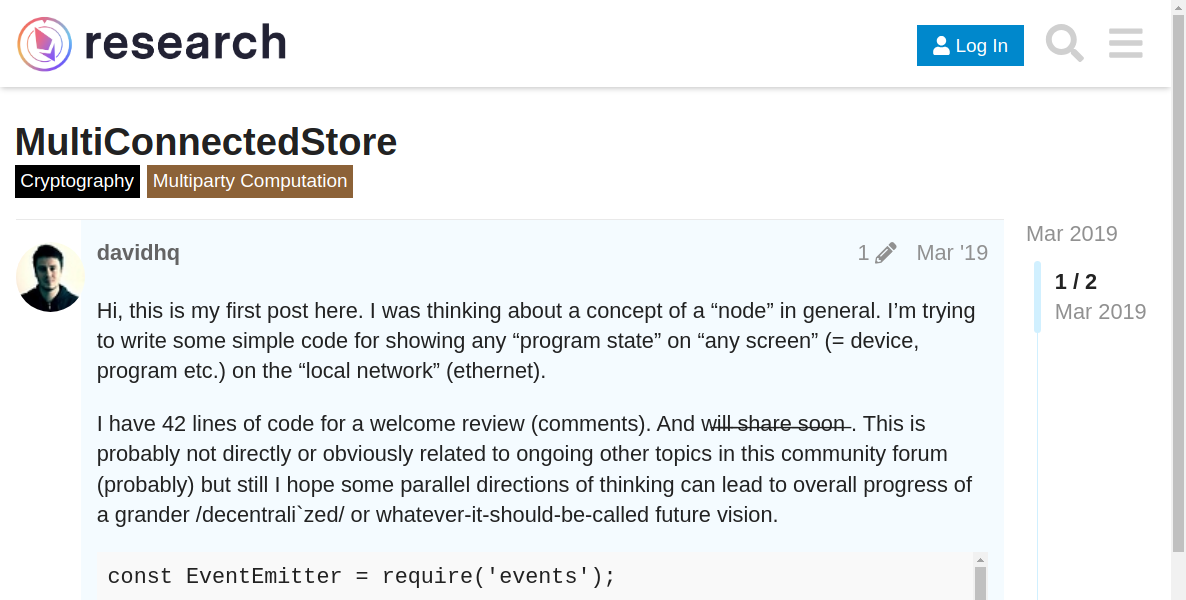 research
Log In
MultiConnectedStore
Cryptography Multiparty Computation
davidhq 1 Mar '19
Mar 2019
1 / 2
Mar 2019
Hi, this is my first post here. I was thinking about a concept of a “node” in general. I’m trying
to write some simple code for showing any “program state” on “any screen” (= device,
program etc.) on the “local network” (ethernet).
I have 42 lines of code for a welcome review (comments). And will share soon . This is
probably not directly or obviously related to ongoing other topics in this community forum
(probably) but still I hope some parallel directions of thinking can lead to overall progress of
a grander /decentrali`zed/ or whatever-it-should-be-called future vision.
const EventEmitter = require('events');